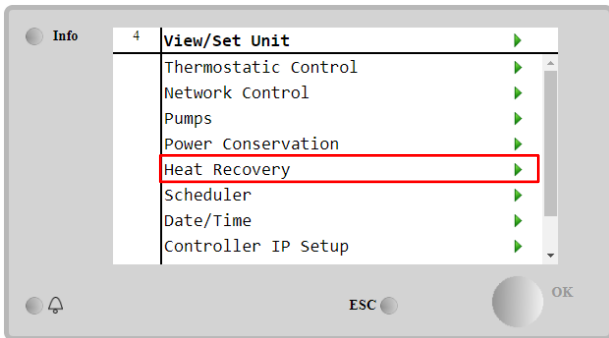 Info
4 View/Set Unit
Thermostatic Control
Network Control
Pumps
Power Conservation
Heat Recovery
Scheduler
Date/Time
Controller IP Setup
ESC
OK